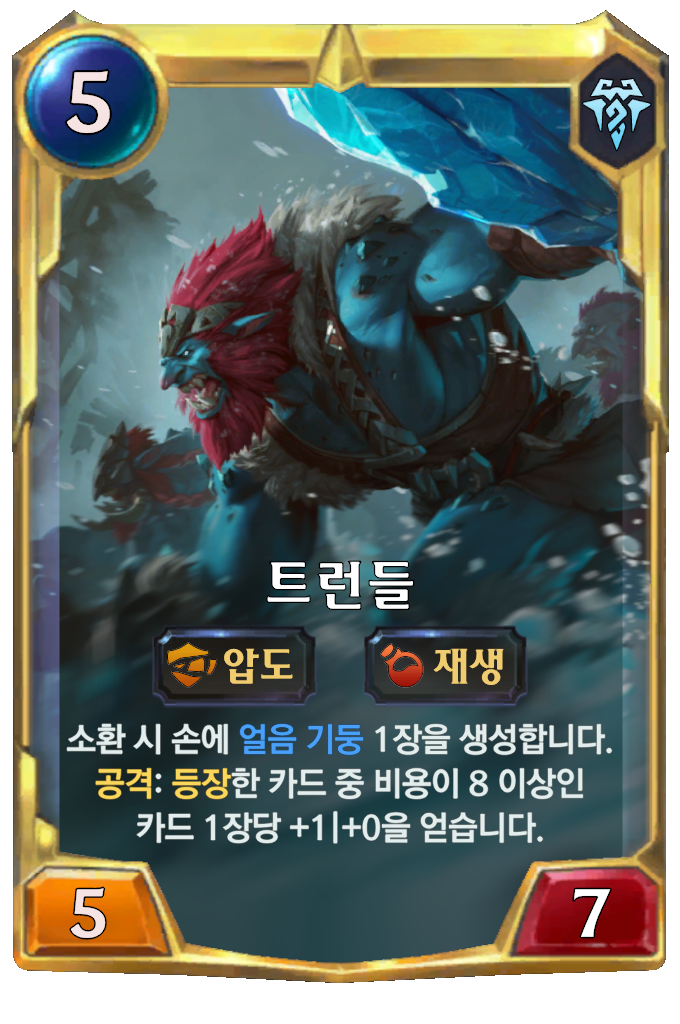 5
트런들
압도 재생
소환 시 손에 얼음 기둥 1장을 생성합니다.
공격: 등장한 카드 중 비용이 8 이상인
카드 1장당 +1|+0을 얻습니다.
5 7